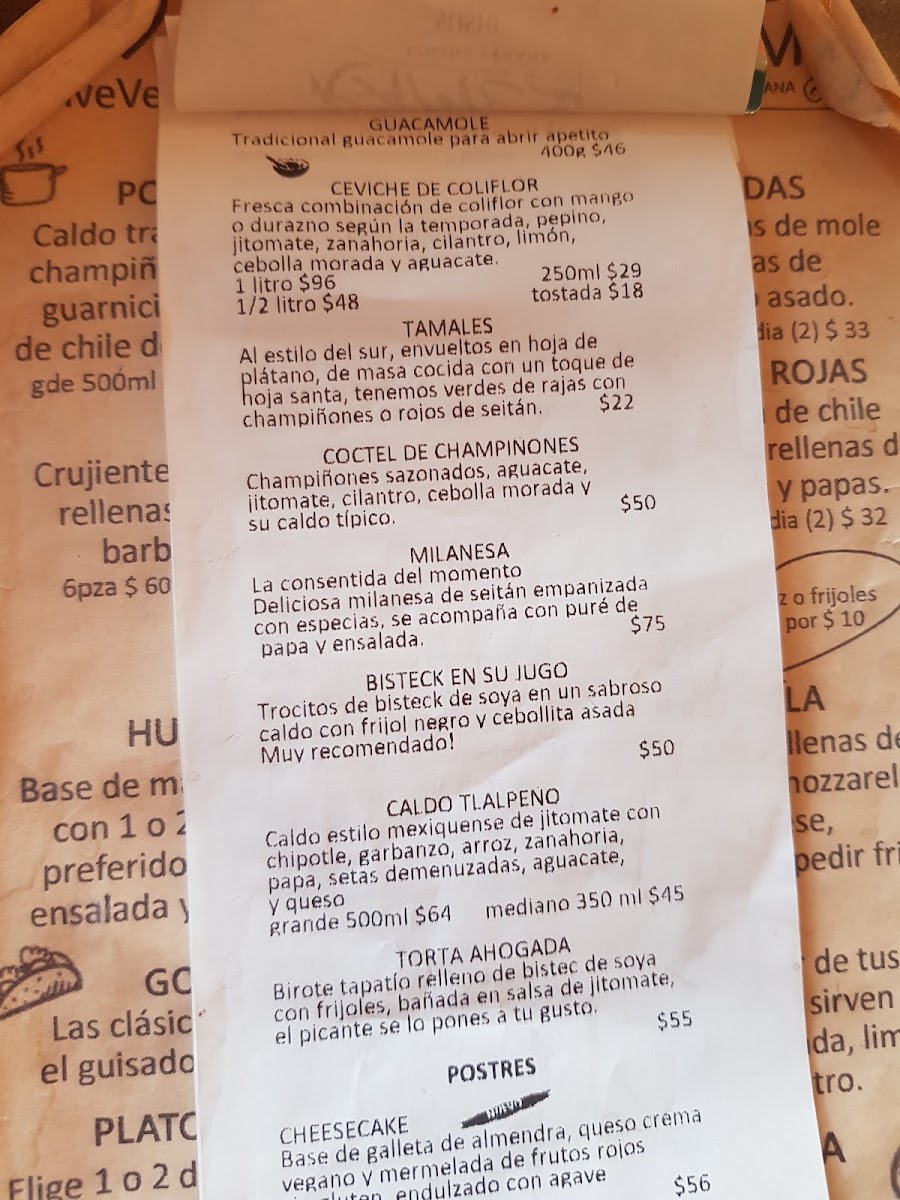 GUACAMOLE
Tradicional guacamole para abrir apetito
400g $46
CEVICHE DE COLIFLOR
Fresca combinación de coliflor con mango
o durazno según la temporada, pepino,
jitomate, zanahoria, cilantro, limón,
cebolla morada y aguacate.
1 litro $96 250ml $29
1/2 litro $48 tostada $18
TAMALES
Al estilo del sur, envueltos en hoja de
plátano, de masa cocida con un toque de
hoja santa, tenemos verdes de rajas con
champiñones o rojos de seitán. $22
COCTEL DE CHAMPIÑONES
Champiñones sazonados, aguacate,
jitomate, cilantro, cebolla morada y
su caldo típico. $50
MILANESA
La consentida del momento
Deliciosa milanesa de seitán empanizada
con especias, se acompaña con puré de
papa y ensalada. $75
BISTECK EN SU JUGO
Trocitos de bisteck de soya en un sabroso
caldo con frijol negro y cebollita asada
Muy recomendado! $50
CALDO TLALPEÑO
Caldo estilo mexiquense de jitomate con
chipotle, garbanzo, arroz, zanahoria,
papa, setas demenuzadas, aguacate,
y queso
grande 500ml $64 mediano 350 ml $45
TORTA AHOGADA
Birote tapatío relleno de bistec de soya
con frijoles, bañada en salsa de jitomate,
el picante se lo pones a tu gusto. $55
POSTRES
CHEESECAKE NUEVO
Base de galleta de almendra, queso crema
vegano y mermelada de frutos rojos
endulzado con agave $56
Caldo
champiñ
guarnici
de chile d
gde 500ml
Crujiente
rellenas
barb
6pza $ 60
HU
Base de m
con 1 o 2
preferido
ensalada y
GO
Las clásic
el guisado
PLATO
Elige 1 o 2 d
ANA
DAS
s de mole
as de
asado.
dia (2) $ 33
ROJAS
de chile
rellenas d
y papas.
dia (2) $ 32
z o frijoles
por $ 10
LA
llenas de
mozzarel
se,
pedir fri
de tus
sirven
da, lim
tro.
A